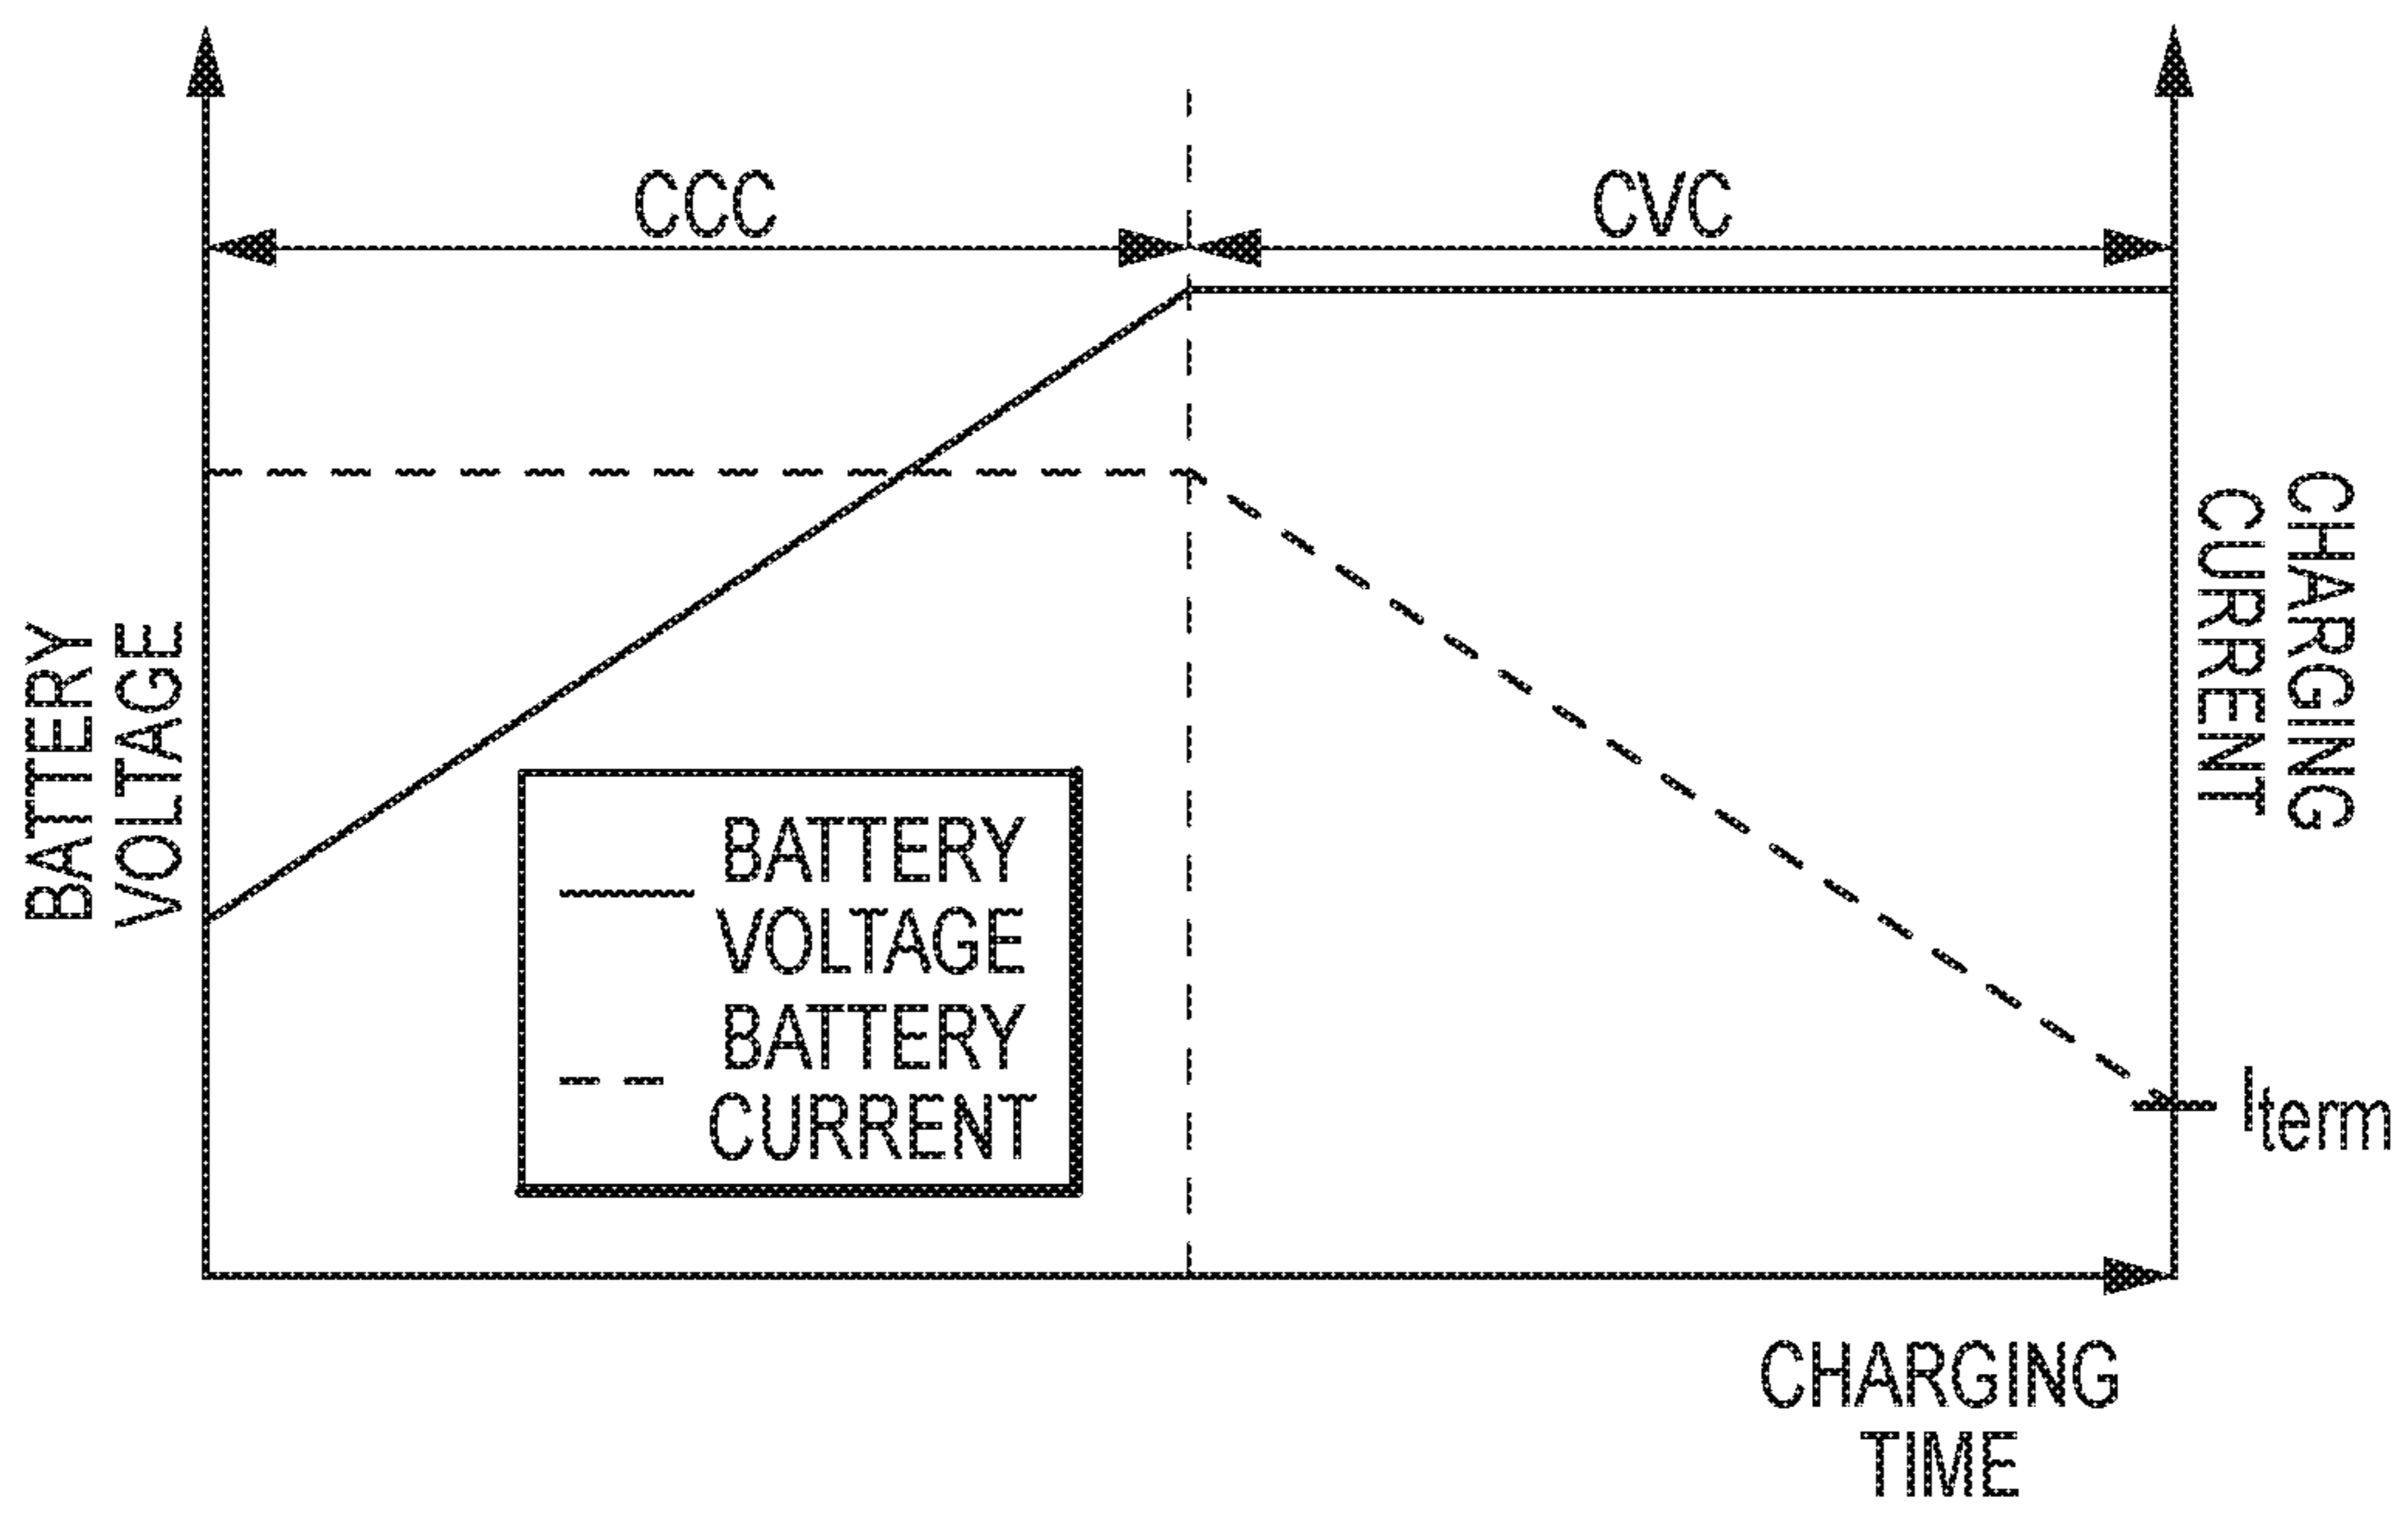 CCC
CVC
BATTERY
VOLTAGE
CHARGING
CURRENT
BATTERY
VOLTAGE
BATTERY
CURRENT
Iterm
CHARGING
TIME